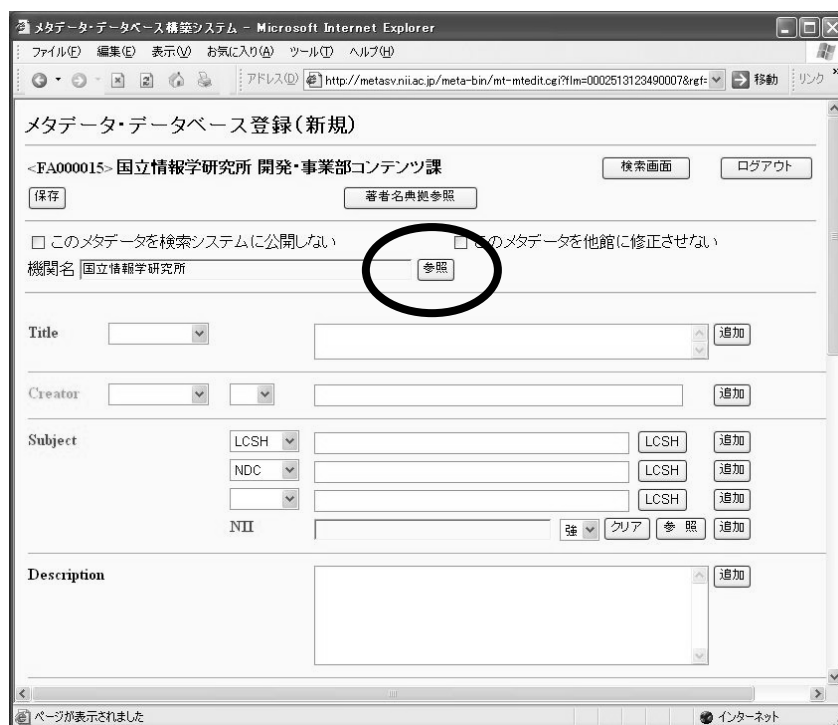 メタデータ・データベース構築システム - Microsoft Internet Explorer
ファイル(F) 編集(E) 表示(V) お気に入り(A) ツール(T) ヘルプ(H)
アドレス(D) http://metasv.nii.ac.jp/meta-bin/mt-mtedit.cgi?flm=0002513123490007&rgf= 移動 リンク »
メタデータ・データベース登録(新規)
<FA000015> 国立情報学研究所 開発・事業部コンテンツ課 検索画面 ログアウト
保存 著者名典拠参照
このメタデータを検索システムに公開しない このメタデータを他館に修正させない
機関名 国立情報学研究所 参照
Title 追加
Creator 追加
Subject LCSH LCSH 追加
NDC LCSH 追加
LCSH 追加
NII 強 クリア 参 照 追加
Description 追加
ページが表示されました インターネット